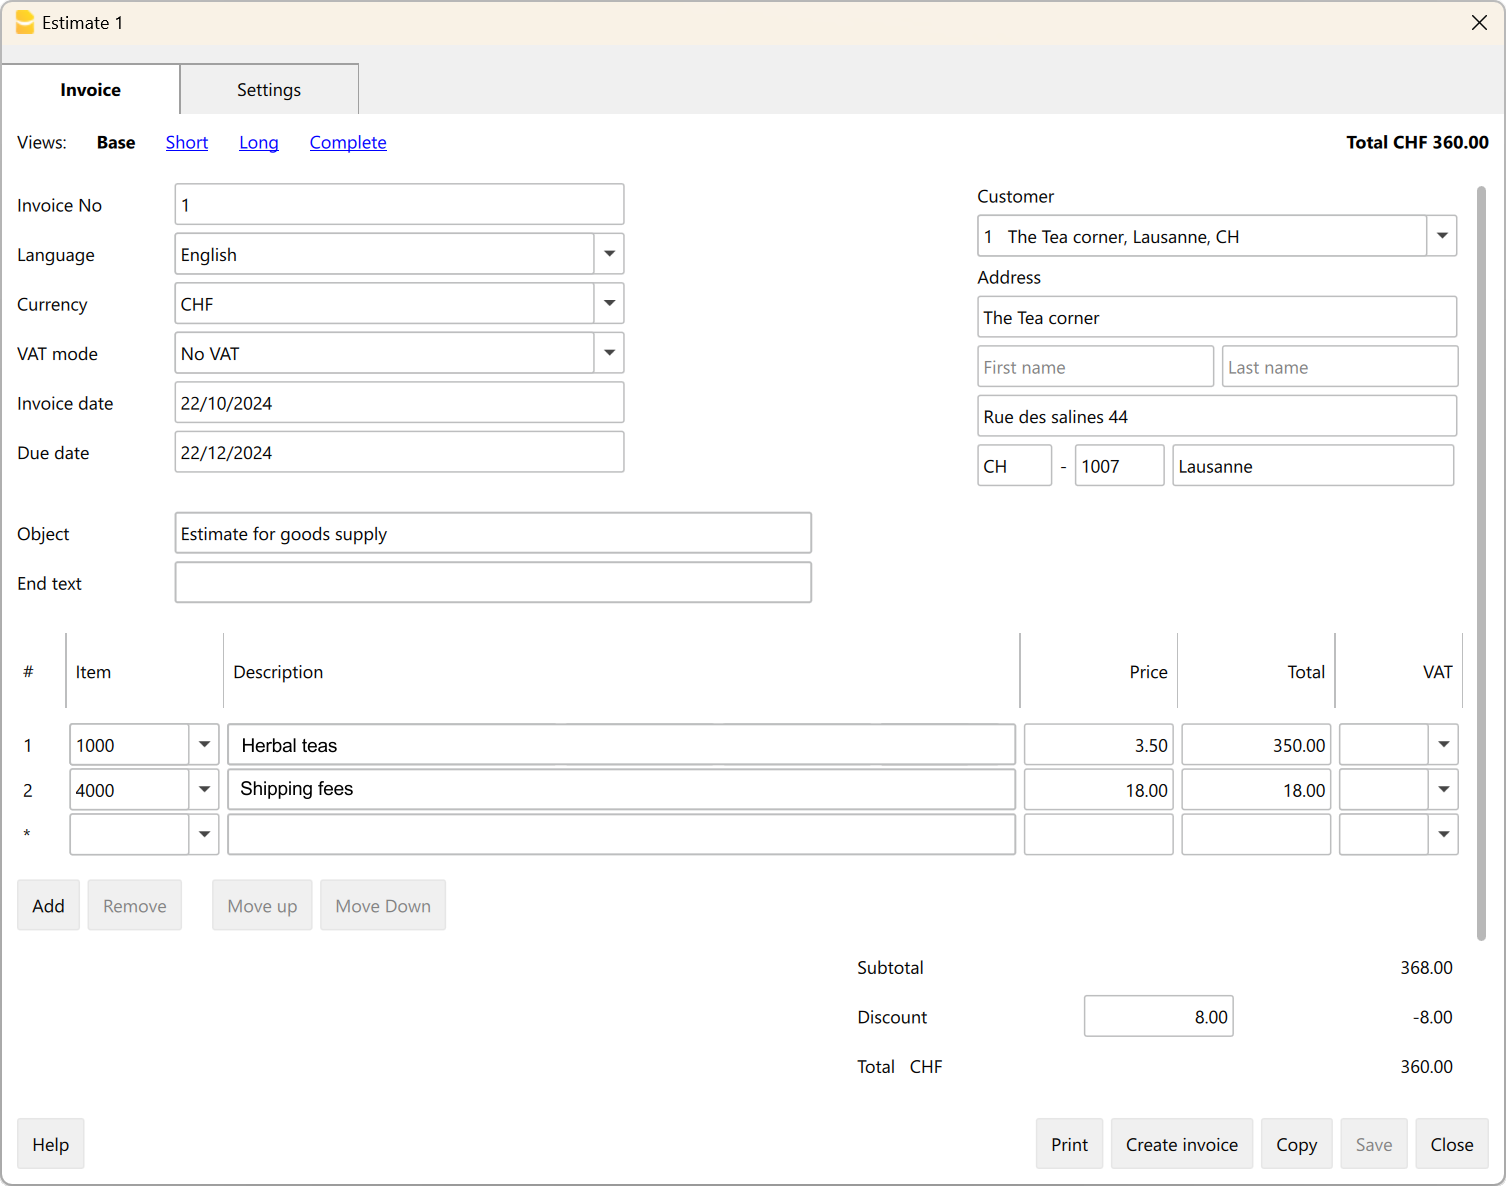 Estimate 1
Invoice Settings
Views: Base Short Long Complete Total CHF 360.00
Invoice No 1
Language English
Currency CHF
VAT mode No VAT
Invoice date 22/10/2024
Due date 22/12/2024
Customer
1 The Tea corner, Lausanne, CH
Address
The Tea corner
First name Last name
Rue des salines 44
CH - 1007 Lausanne
Object Estimate for goods supply
End text
# Item Description Price Total VAT
1 1000 Herbal teas 3.50 350.00
2 4000 Shipping fees 18.00 18.00
*
Add Remove Move up Move Down
Subtotal 368.00
Discount 8.00 -8.00
Total CHF 360.00
Help Print Create invoice Copy Save Close